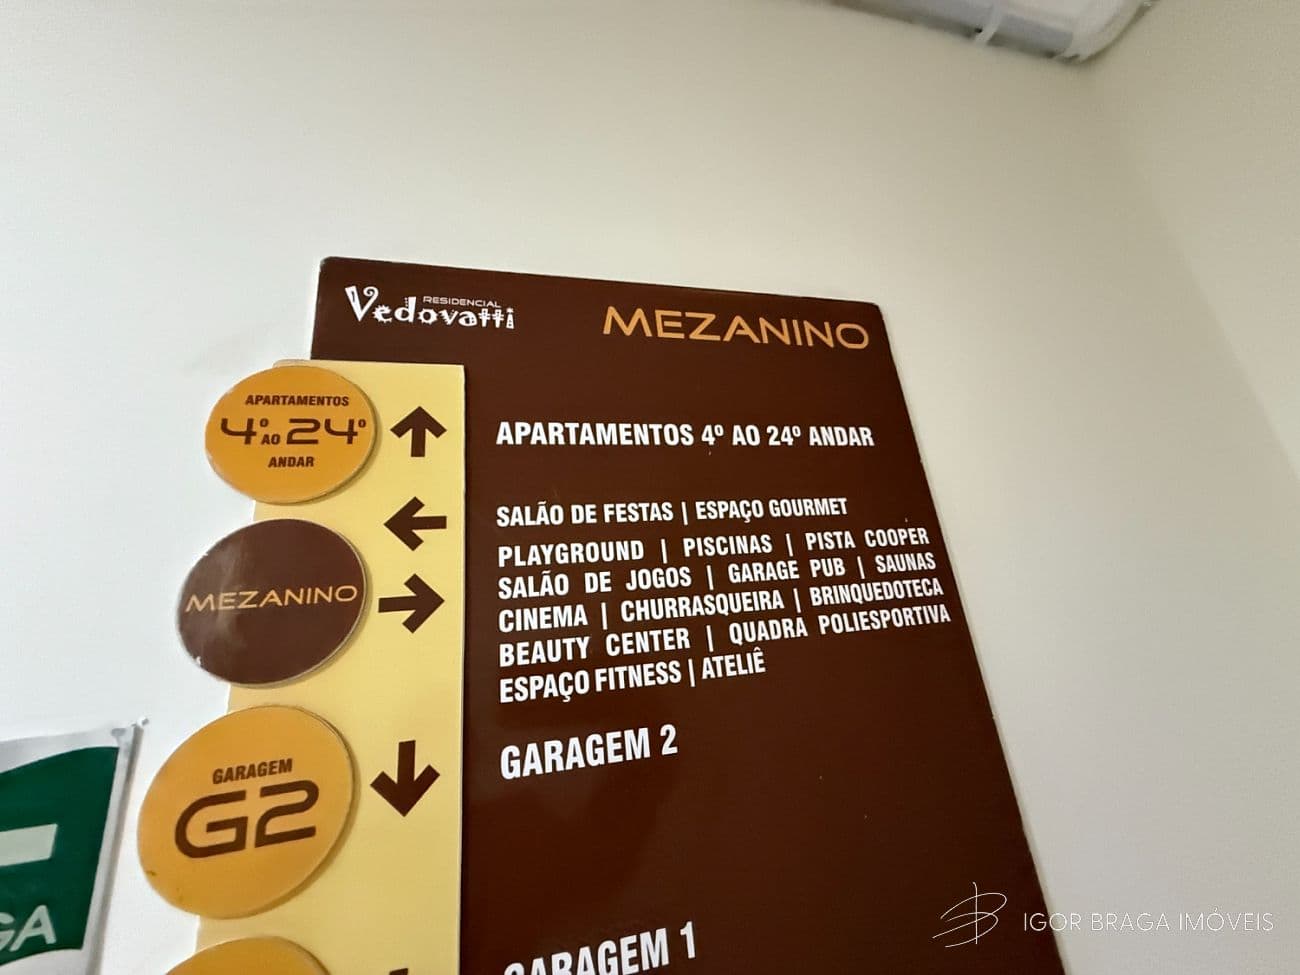 RESIDENCIAL
Vedovatti
MEZANINO
APARTAMENTOS
4º AO 24º
ANDAR
APARTAMENTOS 4º AO 24º ANDAR
SALÃO DE FESTAS | ESPAÇO GOURMET
MEZANINO
PLAYGROUND | PISCINAS | PISTA COOPER
SALÃO DE JOGOS | GARAGE PUB | SAUNAS
CINEMA | CHURRASQUEIRA | BRINQUEDOTECA
BEAUTY CENTER | QUADRA POLIESPORTIVA
ESPAÇO FITNESS | ATELIÊ
GARAGEM
G2
GARAGEM 2
GARAGEM 1
IGOR BRAGA IMÓVEIS